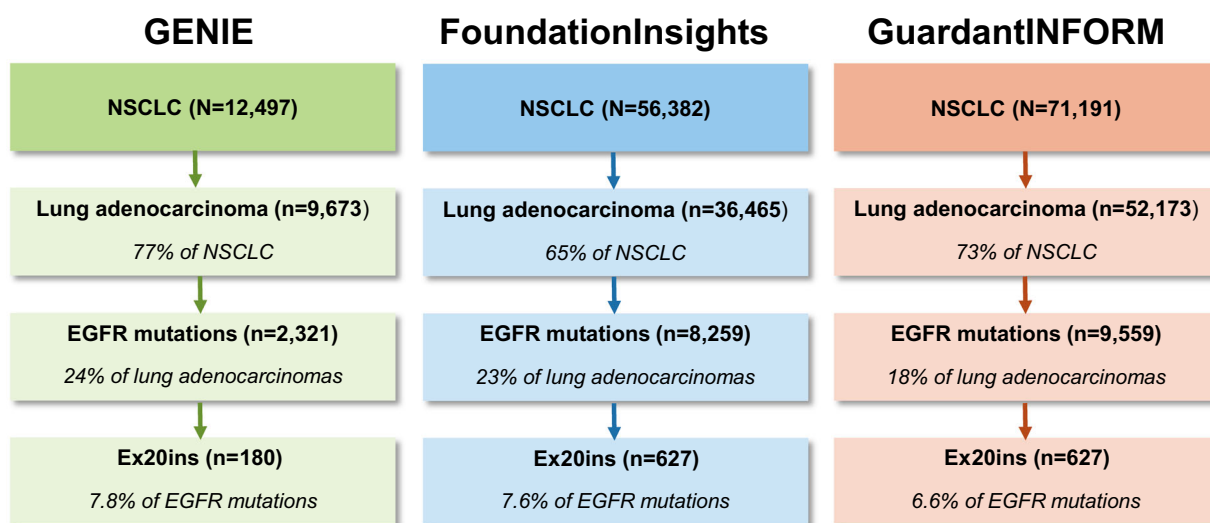 GENIE
FoundationInsights
GuardantINFORM
NSCLC (N=12,497)
NSCLC (N=56,382)
NSCLC (N=71,191)
Lung adenocarcinoma (n=9,673)
77% of NSCLC
Lung adenocarcinoma (n=36,465)
65% of NSCLC
Lung adenocarcinoma (n=52,173)
73% of NSCLC
EGFR mutations (n=2,321)
24% of lung adenocarcinomas
EGFR mutations (n=8,259)
23% of lung adenocarcinomas
EGFR mutations (n=9,559)
18% of lung adenocarcinomas
Ex20ins (n=180)
7.8% of EGFR mutations
Ex20ins (n=627)
7.6% of EGFR mutations
Ex20ins (n=627)
6.6% of EGFR mutations